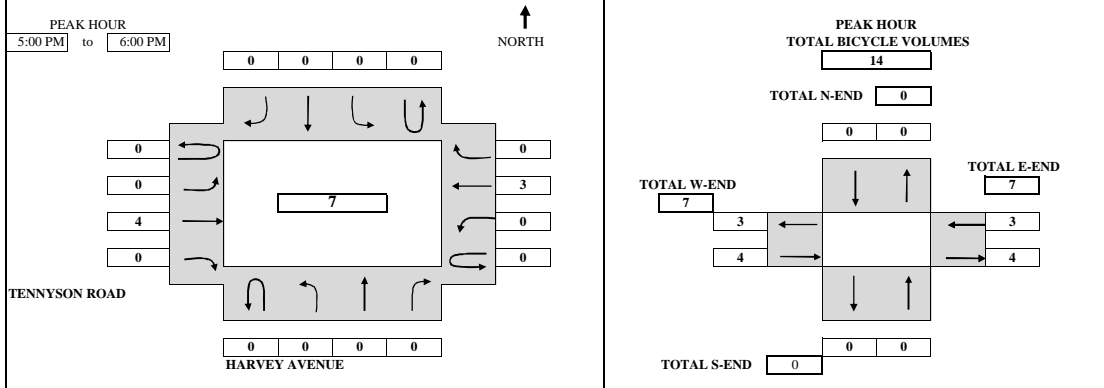 PEAK HOUR
5:00 PM to 6:00 PM
NORTH
0 0 0 0
0
0
4
0
7
0
3
0
0
TENNYSON ROAD
0 0 0 0
HARVEY AVENUE
PEAK HOUR
TOTAL BICYCLE VOLUMES
14
TOTAL N-END 0
0 0
TOTAL W-END
7
TOTAL E-END
7
3
4
3
4
0 0
TOTAL S-END 0